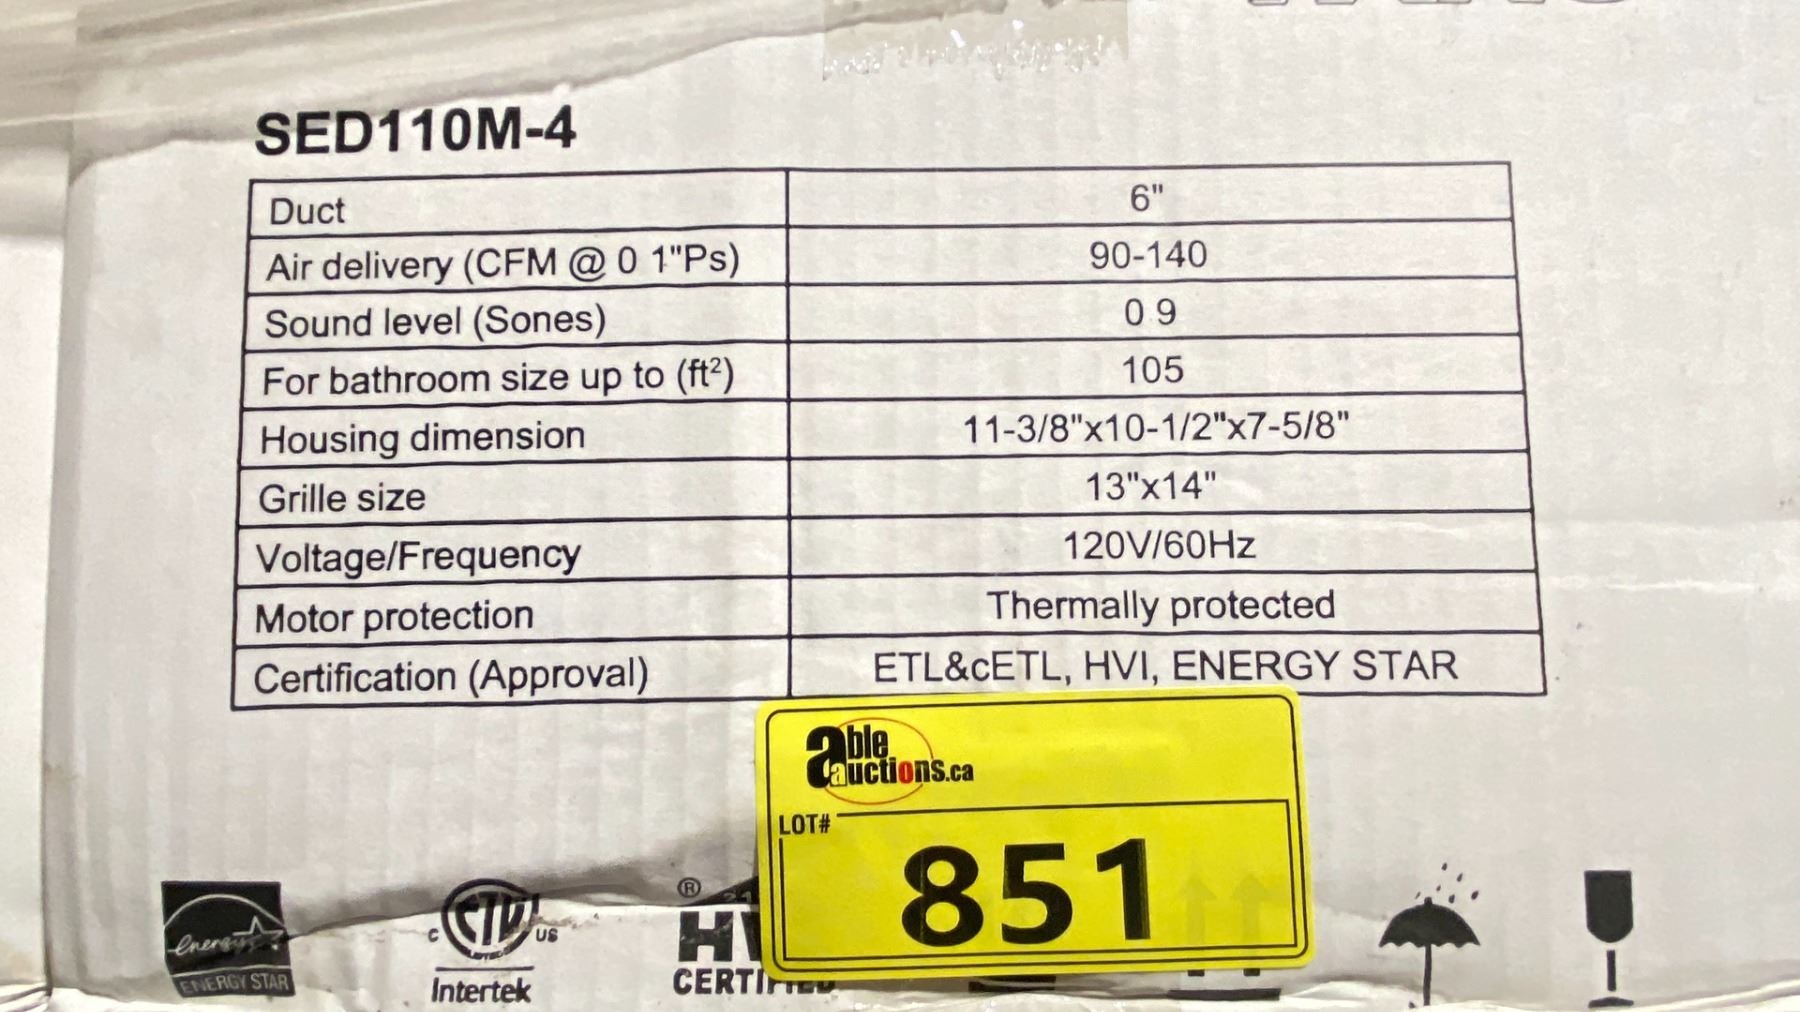 SED110M-4
Duct 6"
Air delivery (CFM @ 0 1"Ps) 90-140
Sound level (Sones) 0 9
For bathroom size up to (ft²) 105
Housing dimension 11-3/8"x10-1/2"x7-5/8"
Grille size 13"x14"
Voltage/Frequency 120V/60Hz
Motor protection Thermally protected
Certification (Approval) ETL&cETL, HVI, ENERGY STAR
able
auctions.ca
LOT#
851
energy
ENERGY STAR
C US
LISTED
Intertek
®
CERTIFIED